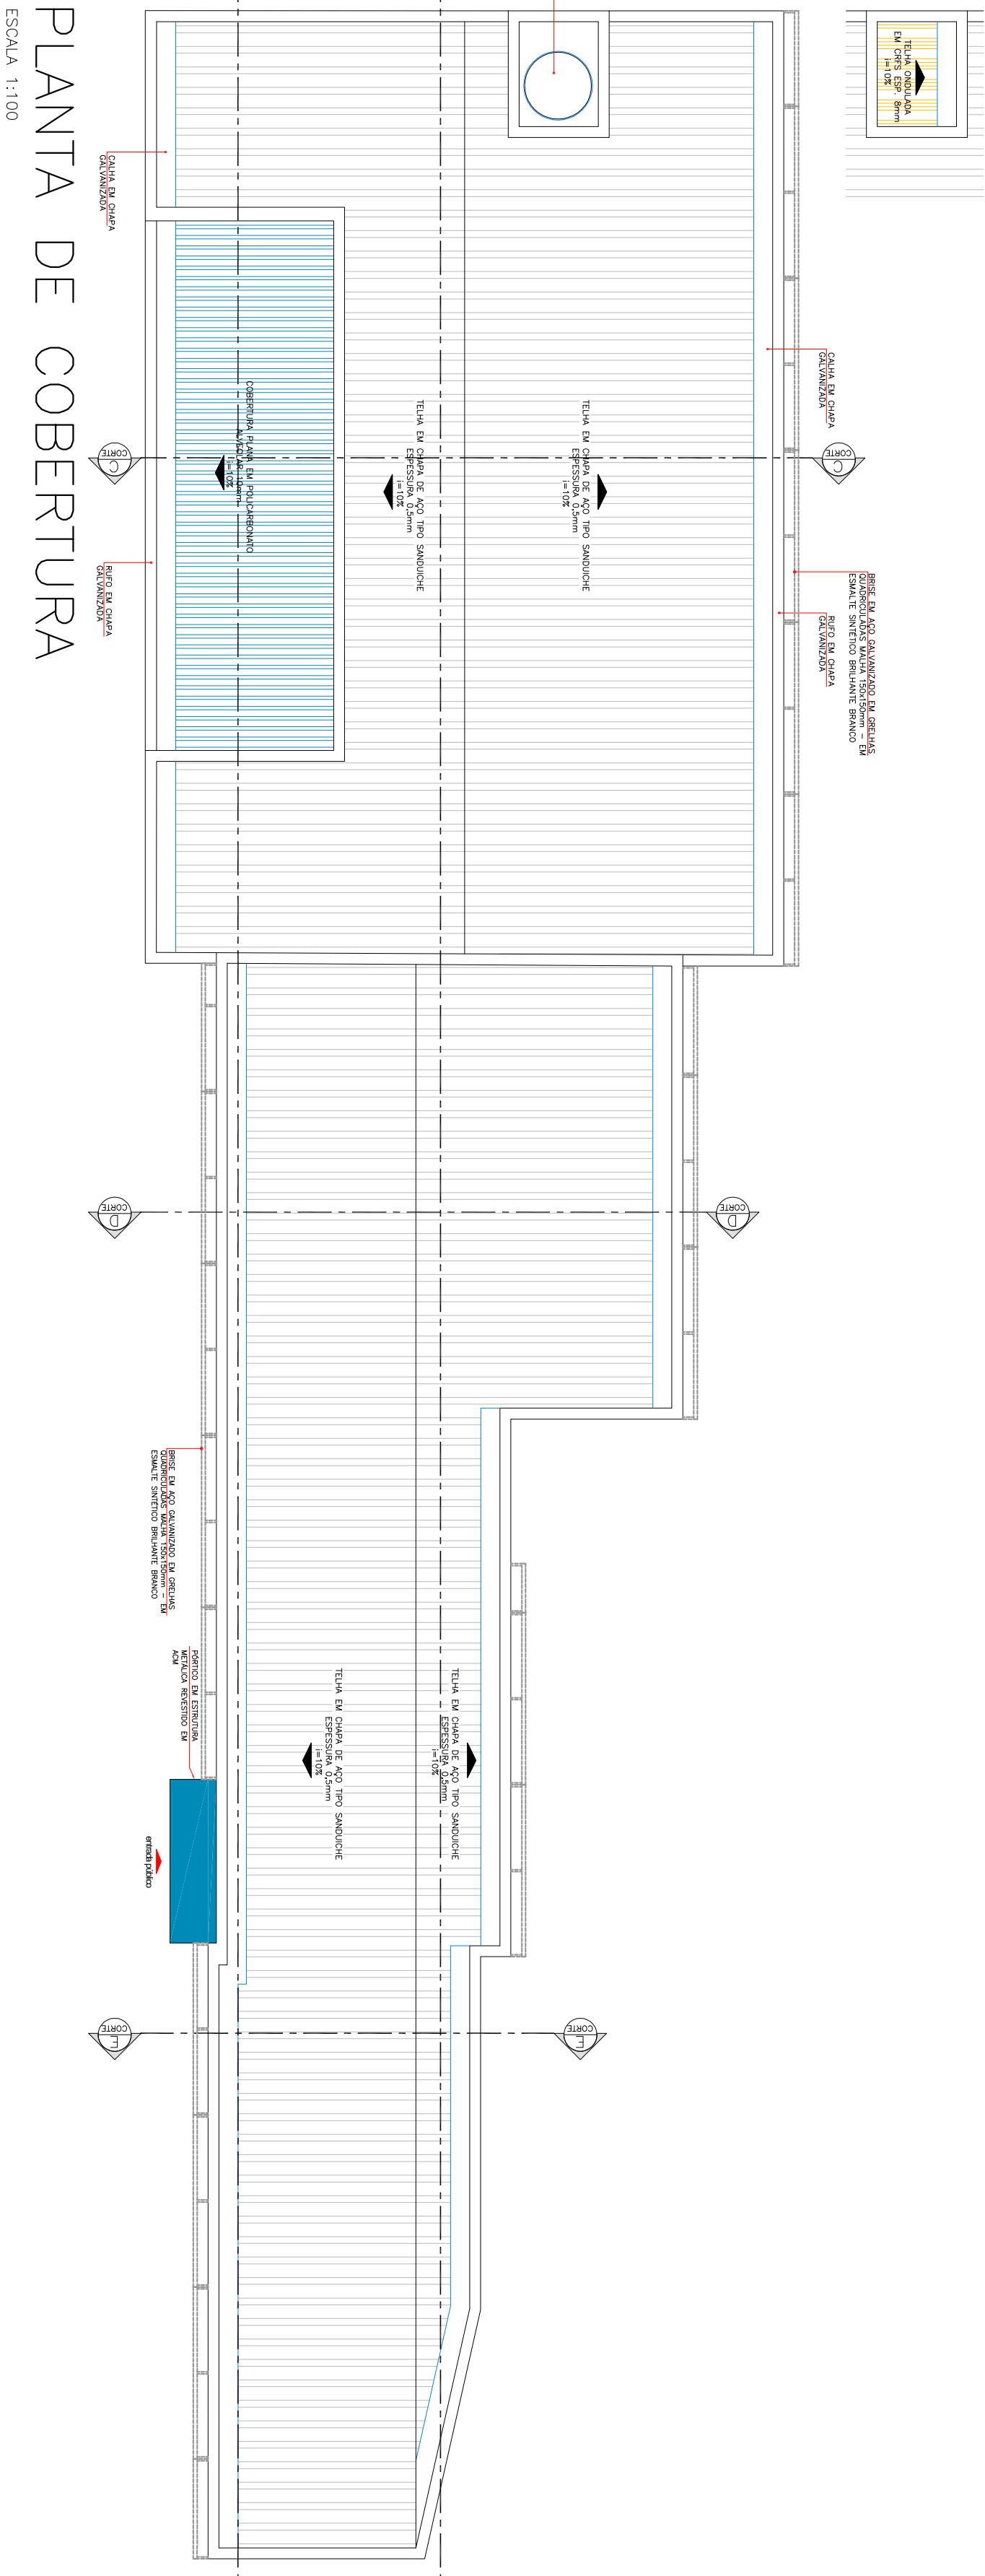 TELHA ONDULADA
EM CRFS ESP. 8mm
i=10%
CALHA EM CHAPA
GALVANIZADA
BRISE EM AÇO GALVANIZADO EM GRELHAS
QUADRICULADAS MALHA 150x150mm – EM
ESMALTE SINTÉTICO BRILHANTE BRANCO
RUFO EM CHAPA
GALVANIZADA
CORTE
C
TELHA EM CHAPA DE AÇO TIPO SANDUICHE
ESPESSURA 0,5mm
i=10%
TELHA EM CHAPA DE AÇO TIPO SANDUICHE
ESPESSURA 0,5mm
i=10%
COBERTURA PLANA EM POLICARBONATO
ALVEOLAR 10mm
i=10%
CORTE
C
CALHA EM CHAPA
GALVANIZADA
RUFO EM CHAPA
GALVANIZADA
CORTE
D
CORTE
D
TELHA EM CHAPA DE AÇO TIPO SANDUICHE
ESPESSURA 0,5mm
i=10%
TELHA EM CHAPA DE AÇO TIPO SANDUICHE
ESPESSURA 0,5mm
i=10%
BRISE EM AÇO GALVANIZADO EM GRELHAS
QUADRICULADAS MALHA 150x150mm – EM
ESMALTE SINTÉTICO BRILHANTE BRANCO
PÓRTICO EM ESTRUTURA
METÁLICA REVESTIDO EM
ACM
entrada público
CORTE
E
CORTE
E
PLANTA DE COBERTURA
ESCALA 1:100